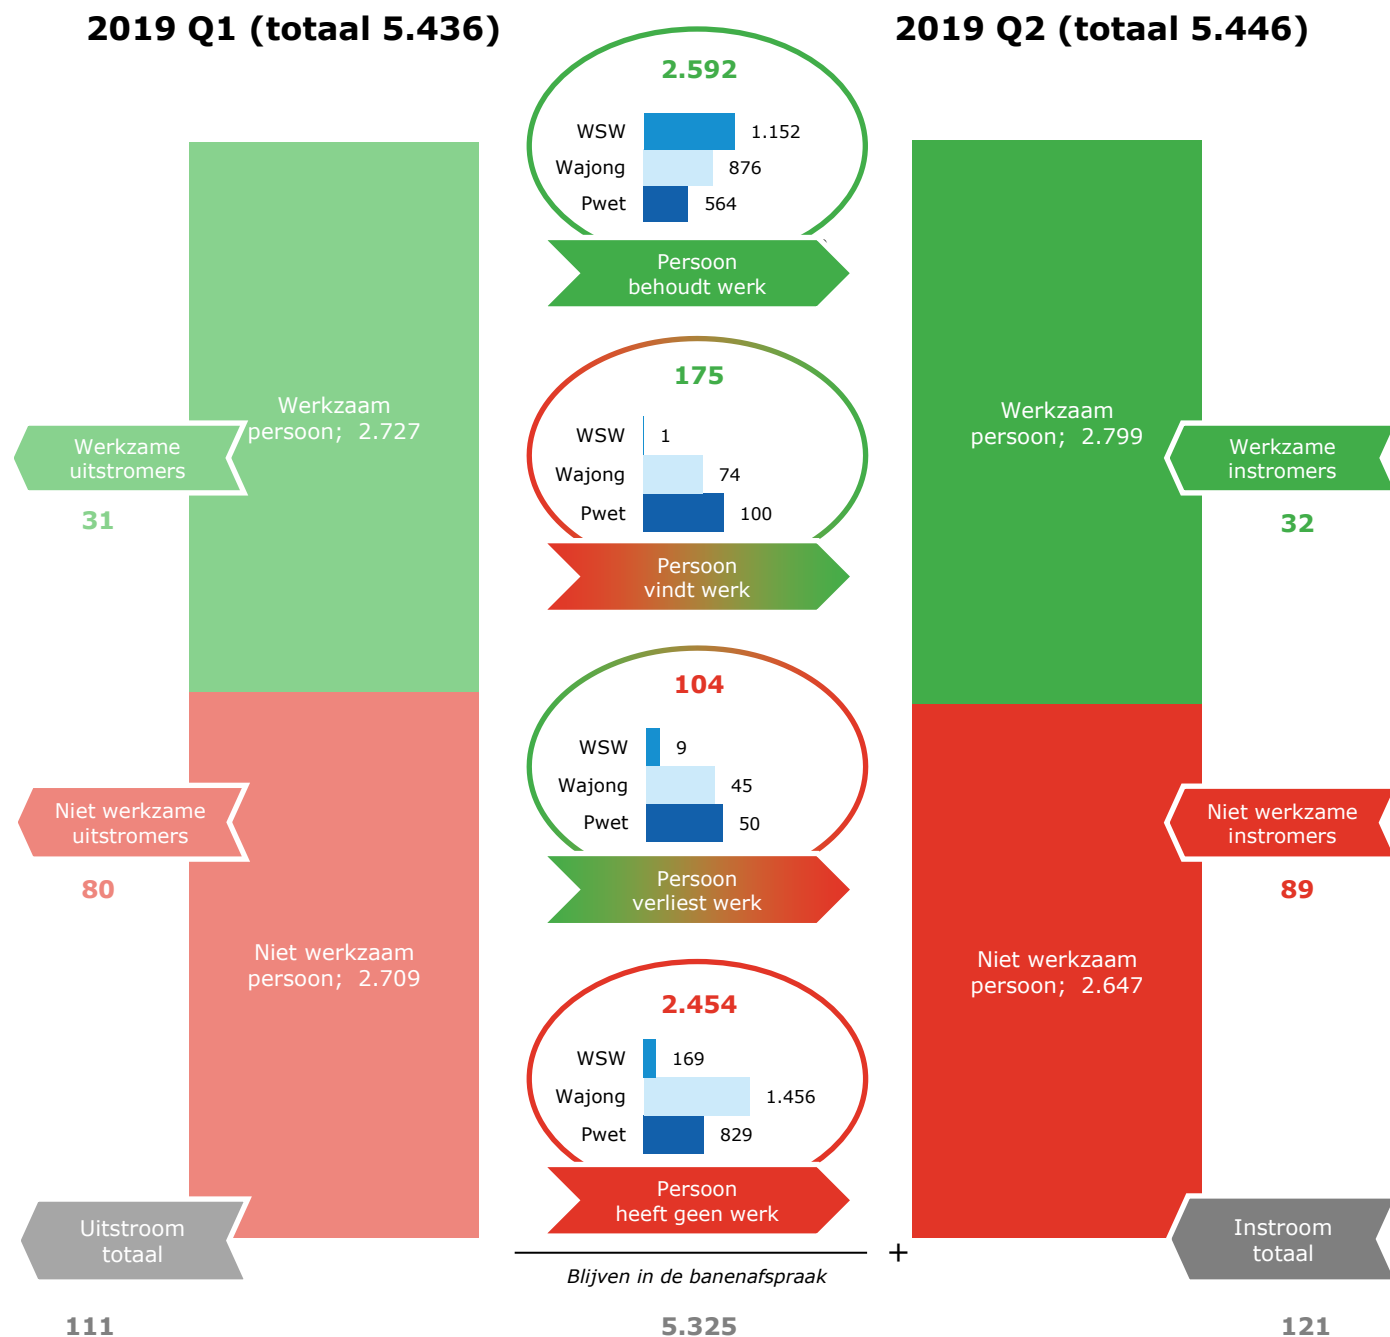 2019 Q1 (totaal 5.436)
2019 Q2 (totaal 5.446)
2.592
WSW 1.152
Wajong 876
Pwet 564
Persoon
behoudt werk
175
WSW 1
Wajong 74
Pwet 100
Persoon
vindt werk
104
WSW 9
Wajong 45
Pwet 50
Persoon
verliest werk
2.454
WSW 169
Wajong 1.456
Pwet 829
Persoon
heeft geen werk
Werkzaam
persoon; 2.727
Werkzame
uitstromers
31
Niet werkzaam
persoon; 2.709
Niet werkzame
uitstromers
80
Uitstroom
totaal
111
Werkzaam
persoon; 2.799
Werkzame
instromers
32
Niet werkzaam
persoon; 2.647
Niet werkzame
instromers
89
Instroom
totaal
121
+
Blijven in de banenafspraak
5.325